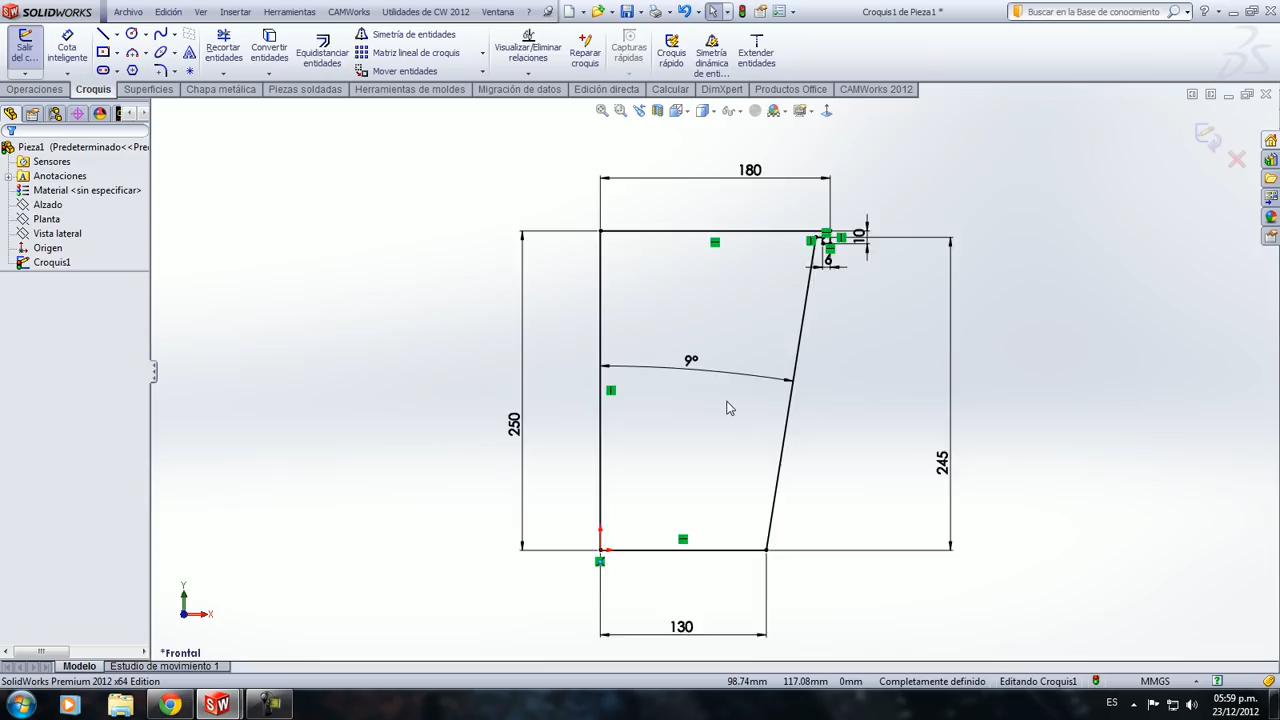 SOLIDWORKS
Archivo Edición Ver Insertar Herramientas CAMWorks Utilidades de CW 2012 Ventana ?
Croquis1 de Pieza1 *
Buscar en la Base de conocimiento
?
Salir del c...
Cota inteligente
Recortar entidades
Convertir entidades
Equidistanciar entidades
Simetría de entidades
Matriz lineal de croquis
Mover entidades
Visualizar/Eliminar relaciones
Reparar croquis
Capturas rápidas
Croquis rápido
Simetría dinámica de enti...
Extender entidades
Operaciones Croquis Superficies Chapa metálica Piezas soldadas Herramientas de moldes Migración de datos Edición directa Calcular DimXpert Productos Office CAMWorks 2012
Pieza1 (Predeterminado<<Pre
Sensores
Anotaciones
Material <sin especificar>
Alzado
Planta
Vista lateral
Origen
Croquis1
180
10
6
9°
250
245
130
Y
X
*Frontal
Modelo Estudio de movimiento 1
SolidWorks Premium 2012 x64 Edition
98.74mm 117.08mm 0mm Completamente definido Editando Croquis1 MMGS
ES
05:59 p.m.
23/12/2012